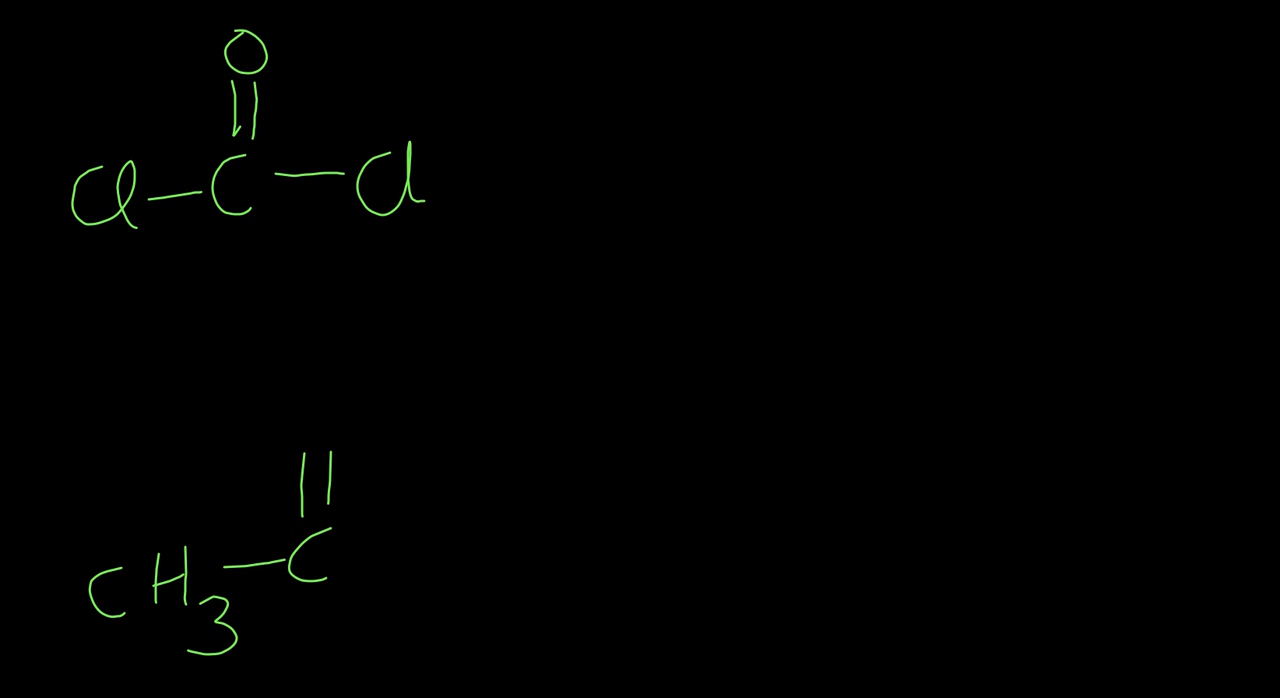 O
||
Cl — C — Cl
||
CH3 — C